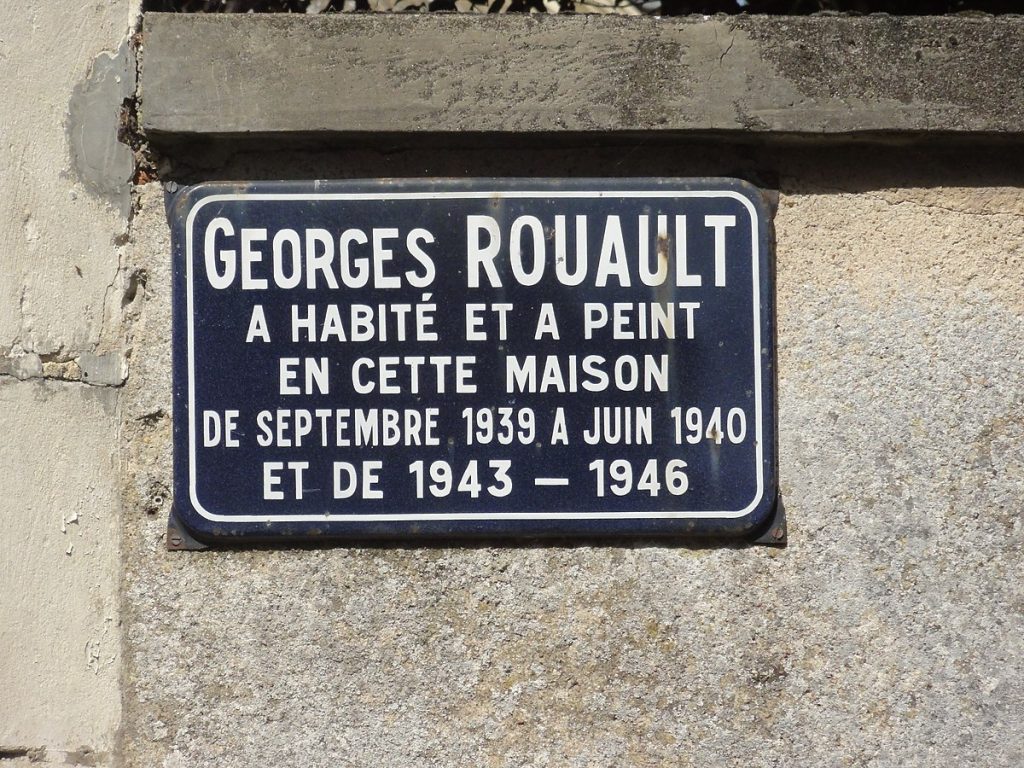 GEORGES ROUAULT
A HABITÉ ET A PEINT
EN CETTE MAISON
DE SEPTEMBRE 1939 A JUIN 1940
ET DE 1943 — 1946